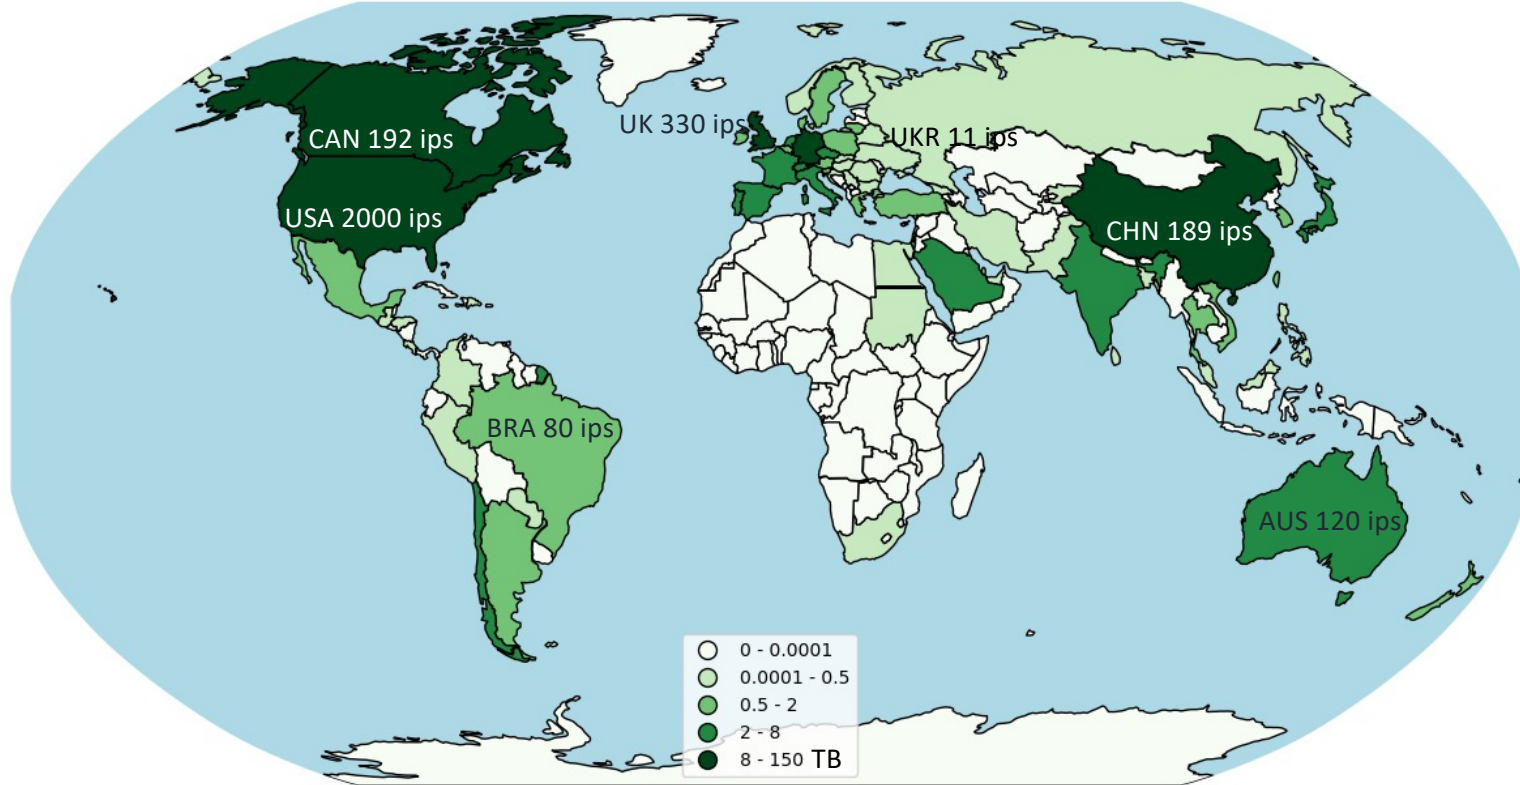 UK 330 ips
CAN 192 ips
UKR 11 ips
USA 2000 ips
CHN 189 ips
BRA 80 ips
AUS 120 ips
0 - 0.0001
0.0001 - 0.5
0.5 - 2
2 - 8
8 - 150 TB